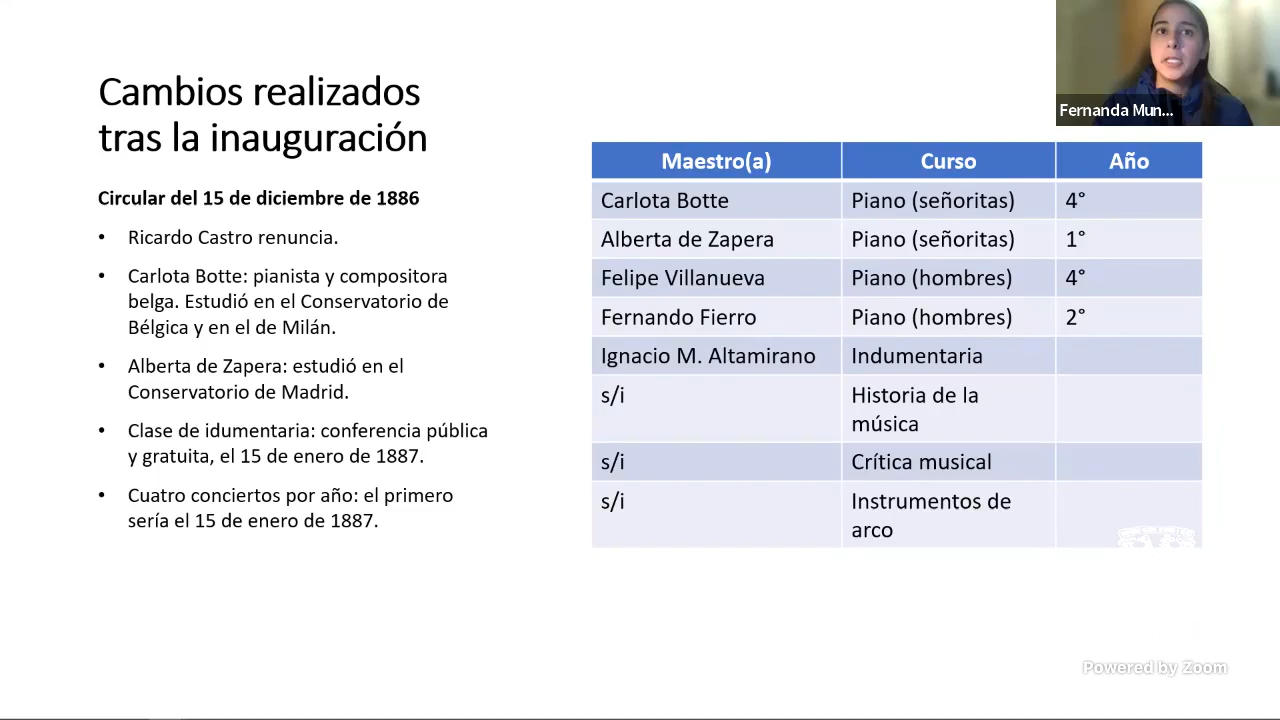 Cambios realizados
tras la inauguración
Circular del 15 de diciembre de 1886
• Ricardo Castro renuncia.
• Carlota Botte: pianista y compositora
belga. Estudió en el Conservatorio de
Bélgica y en el de Milán.
• Alberta de Zapera: estudió en el
Conservatorio de Madrid.
• Clase de idumentaria: conferencia pública
y gratuita, el 15 de enero de 1887.
• Cuatro conciertos por año: el primero
sería el 15 de enero de 1887.
Fernanda Mun...
Maestro(a) Curso Año
Carlota Botte Piano (señoritas) 4°
Alberta de Zapera Piano (señoritas) 1°
Felipe Villanueva Piano (hombres) 4°
Fernando Fierro Piano (hombres) 2°
Ignacio M. Altamirano Indumentaria
s/i Historia de la
música
s/i Crítica musical
s/i Instrumentos de
arco
Powered by Zoom